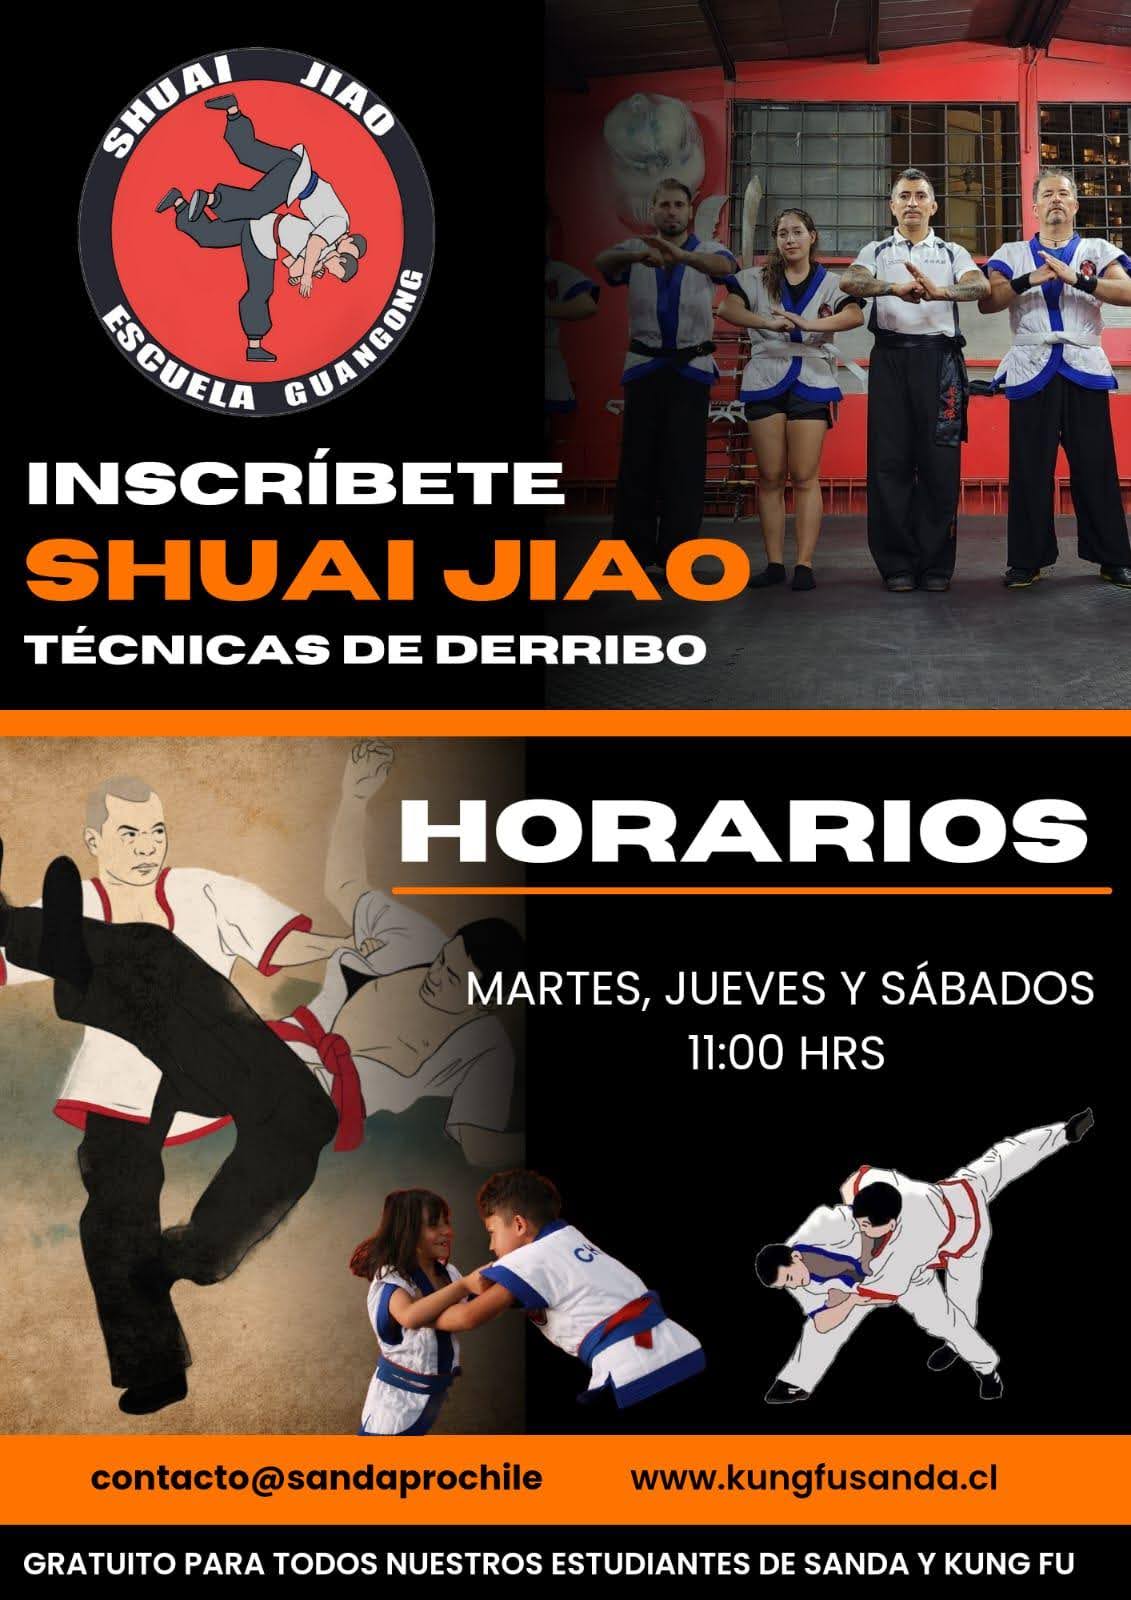 SHUAI JIAO
ESCUELA GUANGONG
INSCRÍBETE
SHUAI JIAO
TÉCNICAS DE DERRIBO
HORARIOS
MARTES, JUEVES Y SÁBADOS
11:00 HRS
CH
contacto@sandaprochile
www.kungfusanda.cl
GRATUITO PARA TODOS NUESTROS ESTUDIANTES DE SANDA Y KUNG FU